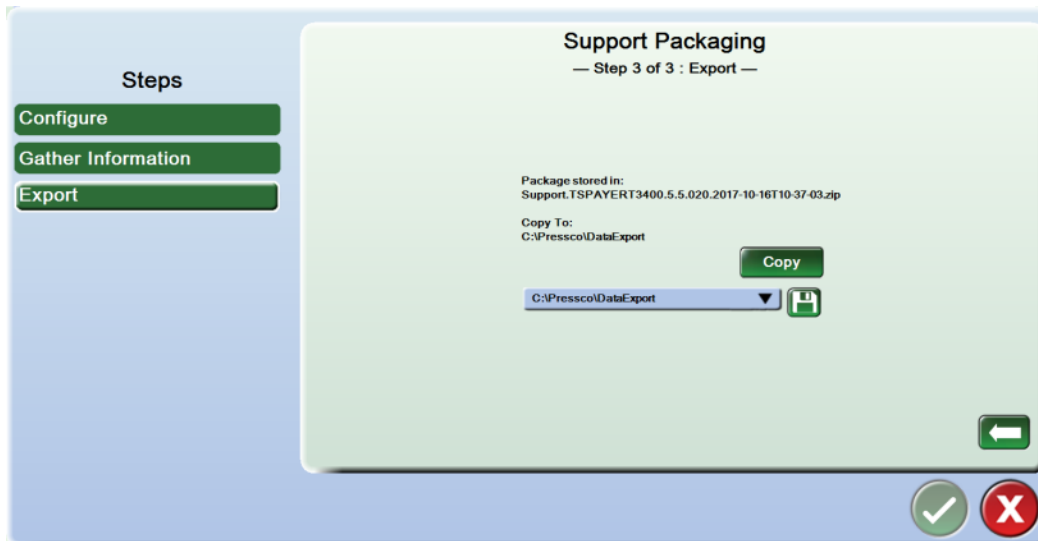 Steps
Configure
Gather Information
Export
Support Packaging
— Step 3 of 3 : Export —
Package stored in:
Support.TSPAYERT3400.5.5.020.2017-10-16T10-37-03.zip
Copy To:
C:\Pressco\DataExport
Copy
C:\Pressco\DataExport